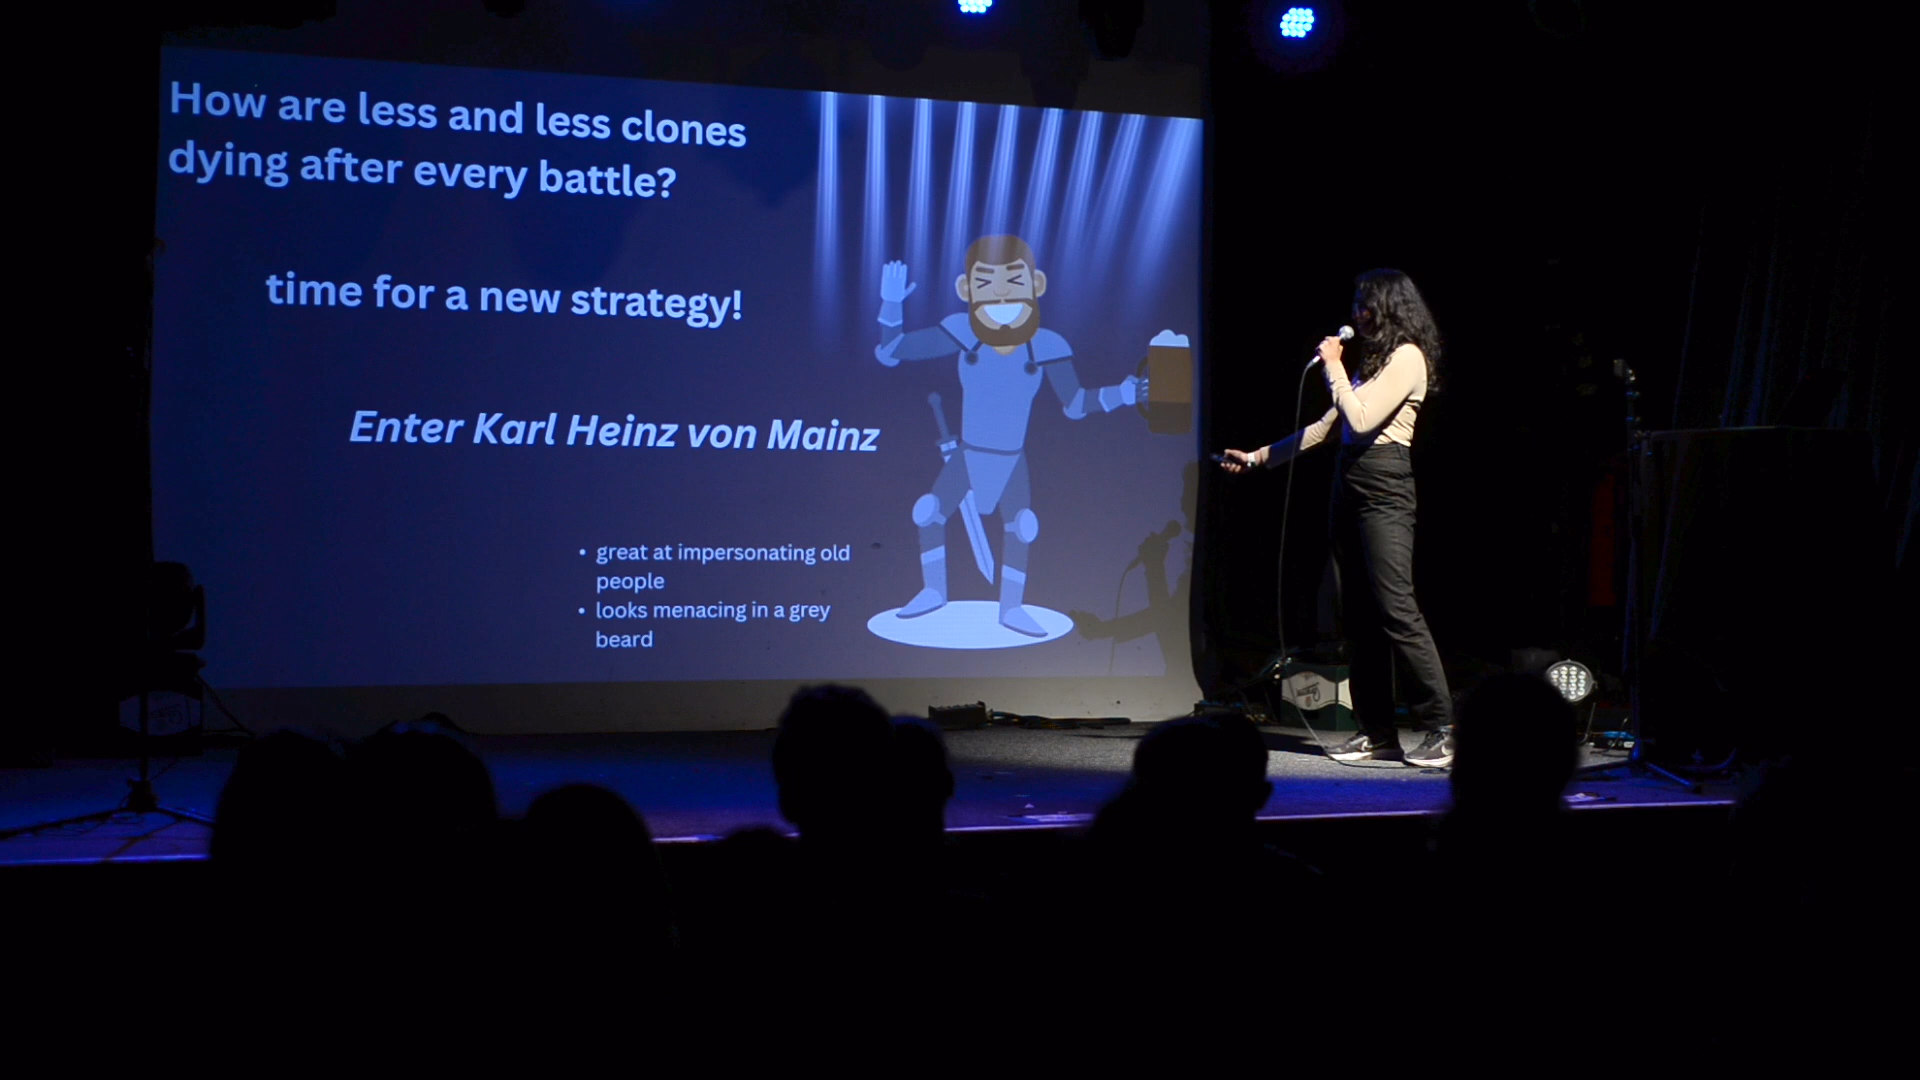 How are less and less clones
dying after every battle?
time for a new strategy!
Enter Karl Heinz von Mainz
• great at impersonating old
people
• looks menacing in a grey
beard